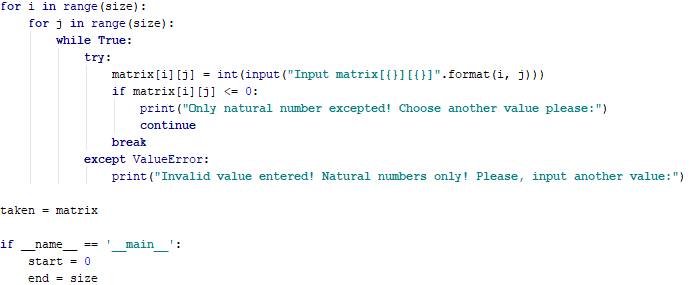 for i in range(size):
    for j in range(size):
        while True:
            try:
                matrix[i][j] = int(input("Input matrix[{}][{}]".format(i, j)))
                if matrix[i][j] <= 0:
                    print("Only natural number excepted! Choose another value please:")
                    continue
                break
            except ValueError:
                print("Invalid value entered! Natural numbers only! Please, input another value:")

taken = matrix

if __name__ == '__main__':
    start = 0
    end = size